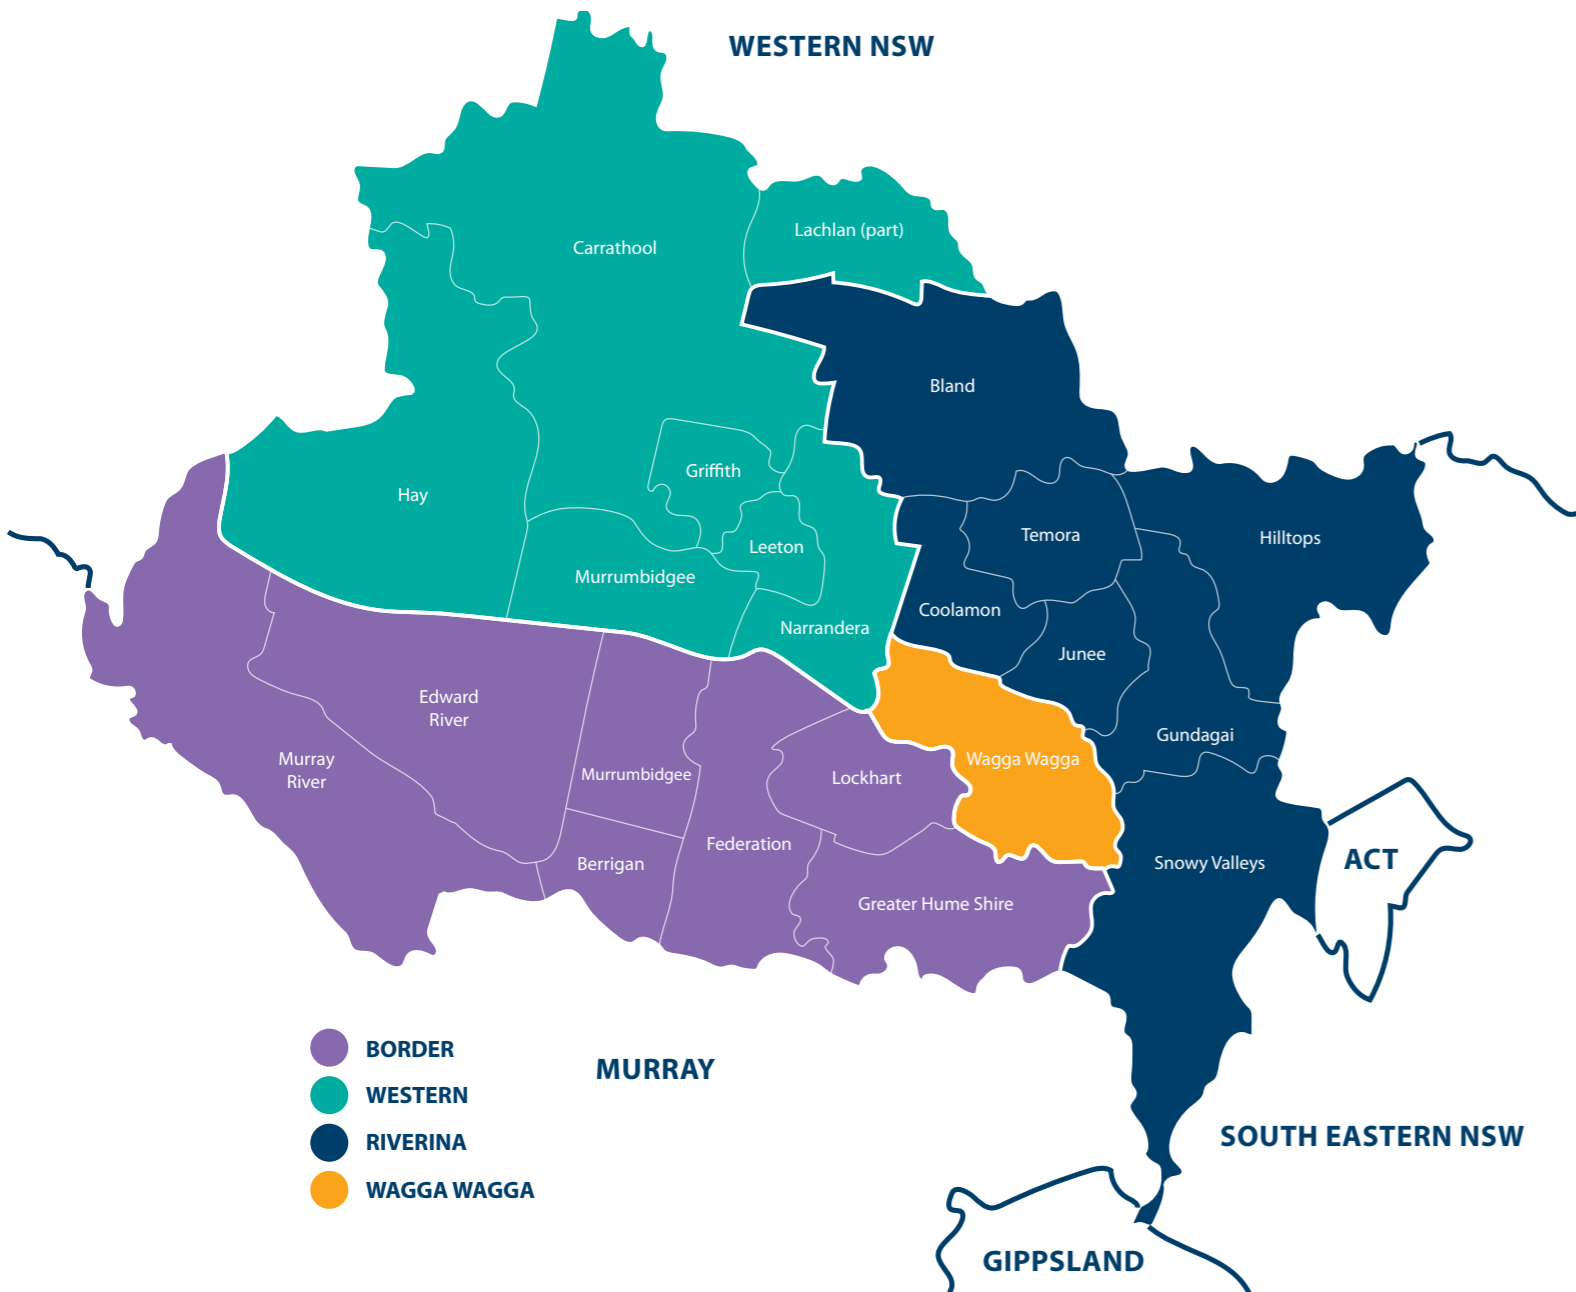 WESTERN NSW
Lachlan (part)
Carrathool
Bland
Griffith
Hay
Temora
Hilltops
Leeton
Murrumbidgee
Coolamon
Narrandera
Junee
Edward
River
Gundagai
Murray
River
Wagga Wagga
Murrumbidgee
Lockhart
Federation
Berrigan
Snowy Valleys
ACT
Greater Hume Shire
BORDER
MURRAY
WESTERN
RIVERINA
SOUTH EASTERN NSW
WAGGA WAGGA
GIPPSLAND